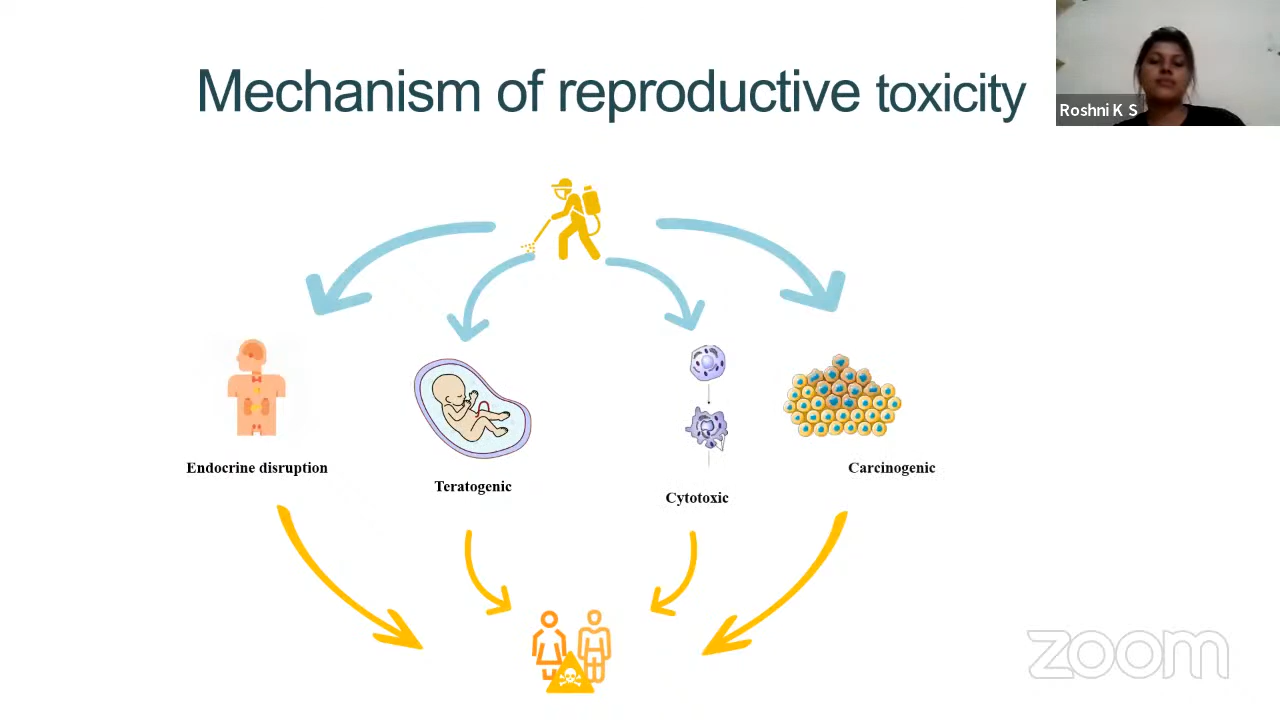 Mechanism of reproductive toxicity
Roshni K S
Endocrine disruption
Teratogenic
Cytotoxic
Carcinogenic
zoom